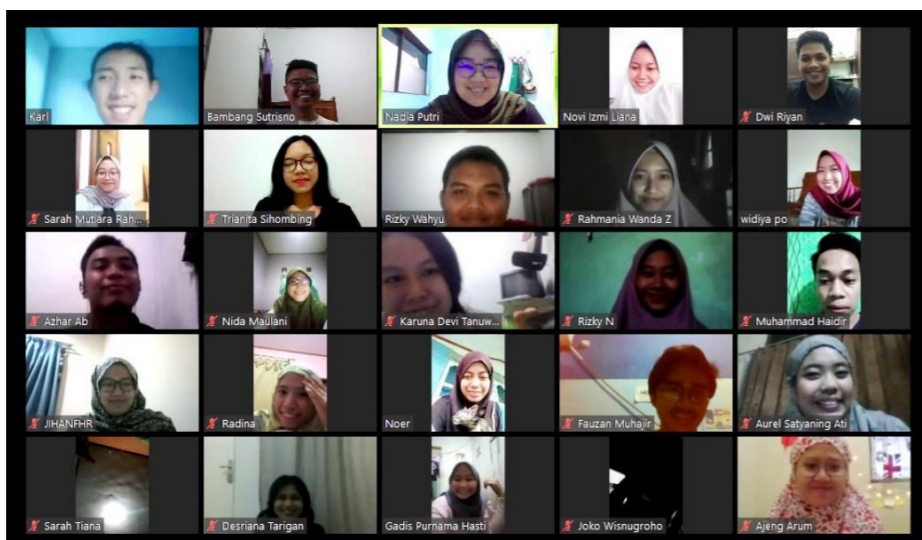 Karl
Bambang Sutrisno
Nadia Putri
Novi Izmi Liana
Dwi Riyan
Sarah Mutiara Rah...
Trianita Sihombing
Rizky Wahyu
Rahmania Wanda Z
widiya po
Azhar Ab
Nida Maulani
Karuna Devi Tanuw...
Rizky N
Muhammad Haidir
JIHANFHR
Radina
Noer
Fauzan Muhajir
Aurel Satyaning Ati
Sarah Tiana
Desriana Tarigan
Gadis Purnama Hasti
Joko Wisnugroho
Ajeng Arum